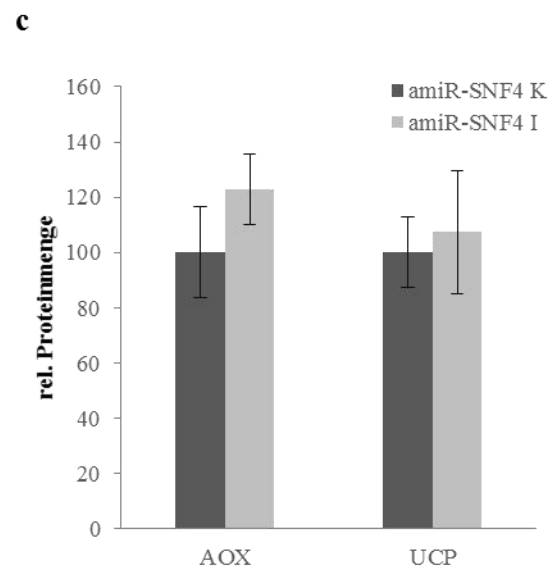 c
amiR-SNF4 K
amiR-SNF4 I
rel. Proteinmenge
160
140
120
100
80
60
40
20
0
AOX
UCP